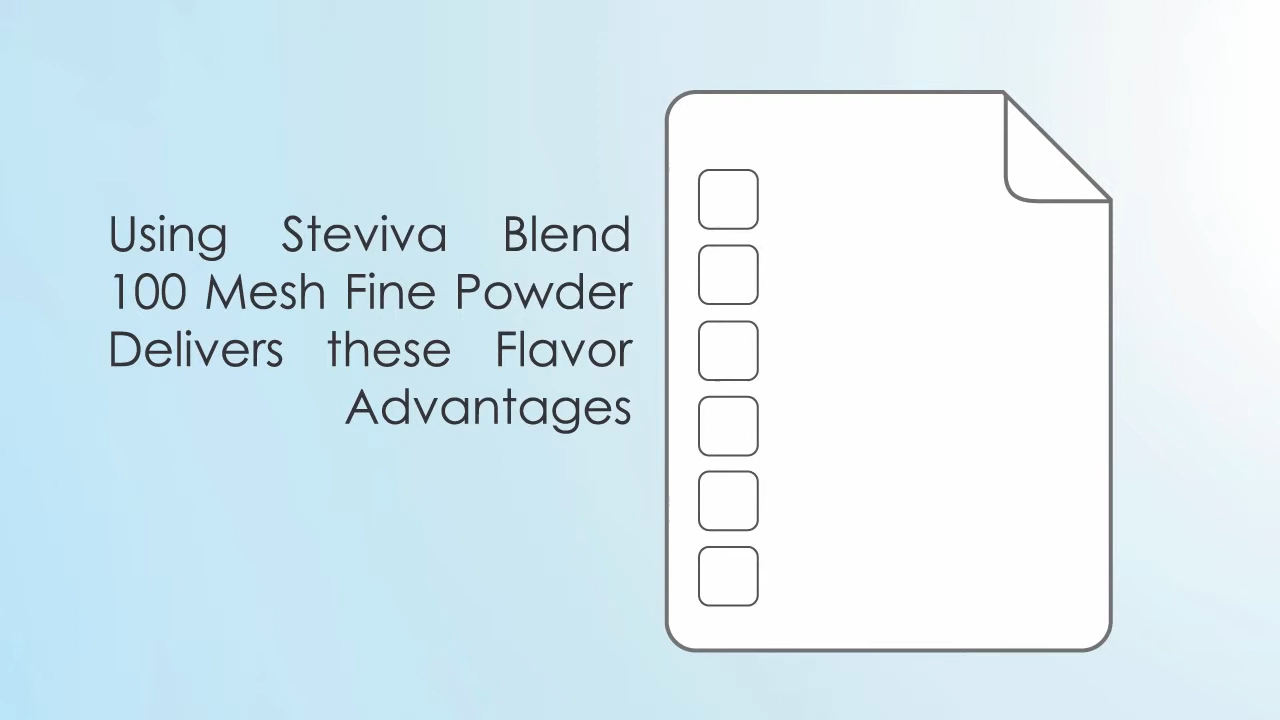 Using Steviva Blend
100 Mesh Fine Powder
Delivers these Flavor
Advantages